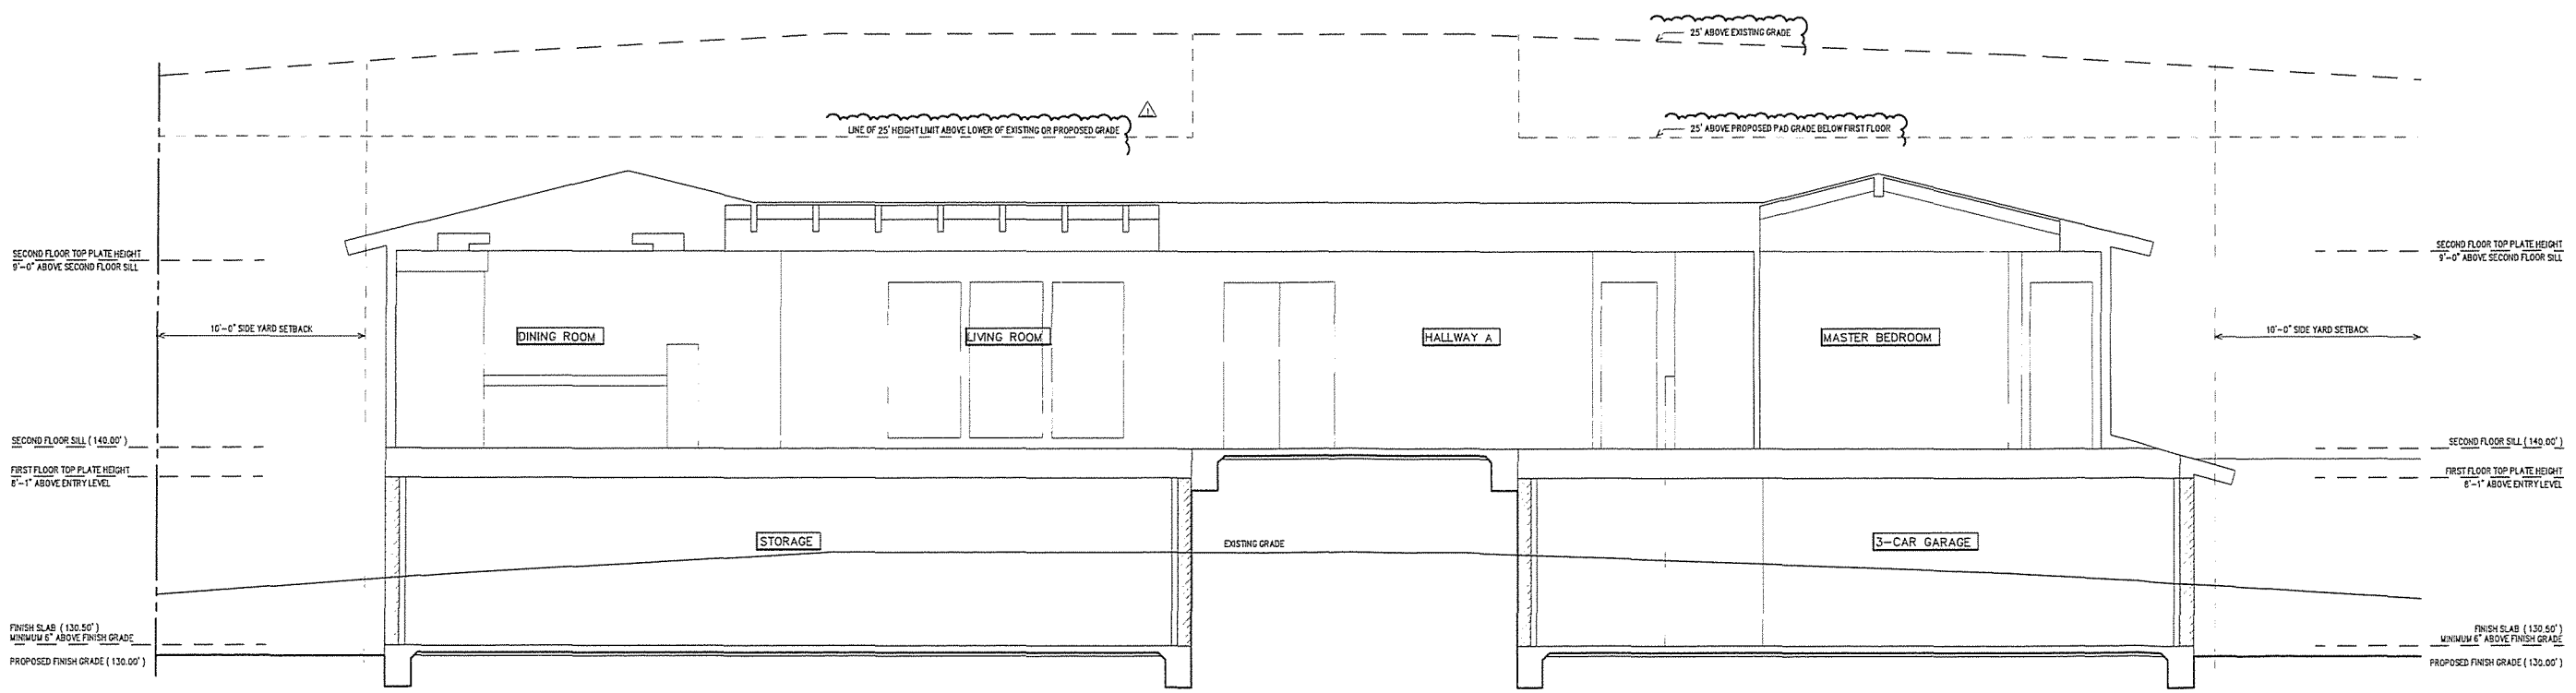 25' ABOVE EXISTING GRADE
1
LINE OF 25' HEIGHT LIMIT ABOVE LOWER OF EXISTING OR PROPOSED GRADE
25' ABOVE PROPOSED PAD GRADE BELOW FIRST FLOOR
SECOND FLOOR TOP PLATE HEIGHT
9'-0" ABOVE SECOND FLOOR SILL
SECOND FLOOR TOP PLATE HEIGHT
9'-0" ABOVE SECOND FLOOR SILL
10'-0" SIDE YARD SETBACK
DINING ROOM
LIVING ROOM
HALLWAY A
MASTER BEDROOM
10'-0" SIDE YARD SETBACK
SECOND FLOOR SILL (140.00')
SECOND FLOOR SILL (140.00')
FIRST FLOOR TOP PLATE HEIGHT
8'-1" ABOVE ENTRY LEVEL
FIRST FLOOR TOP PLATE HEIGHT
8'-1" ABOVE ENTRY LEVEL
STORAGE
EXISTING GRADE
3-CAR GARAGE
FINISH SLAB (130.50')
MINIMUM 6" ABOVE FINISH GRADE
FINISH SLAB (130.50')
MINIMUM 6" ABOVE FINISH GRADE
PROPOSED FINISH GRADE (130.00')
PROPOSED FINISH GRADE (130.00')